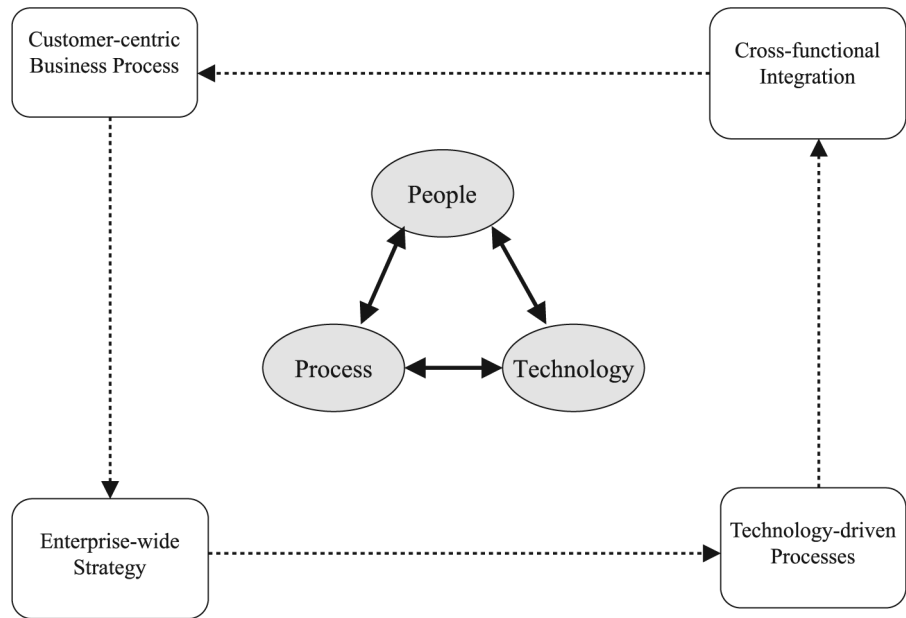 Customer-centric
Business Process
Cross-functional
Integration
People
Process
Technology
Enterprise-wide
Strategy
Technology-driven
Processes